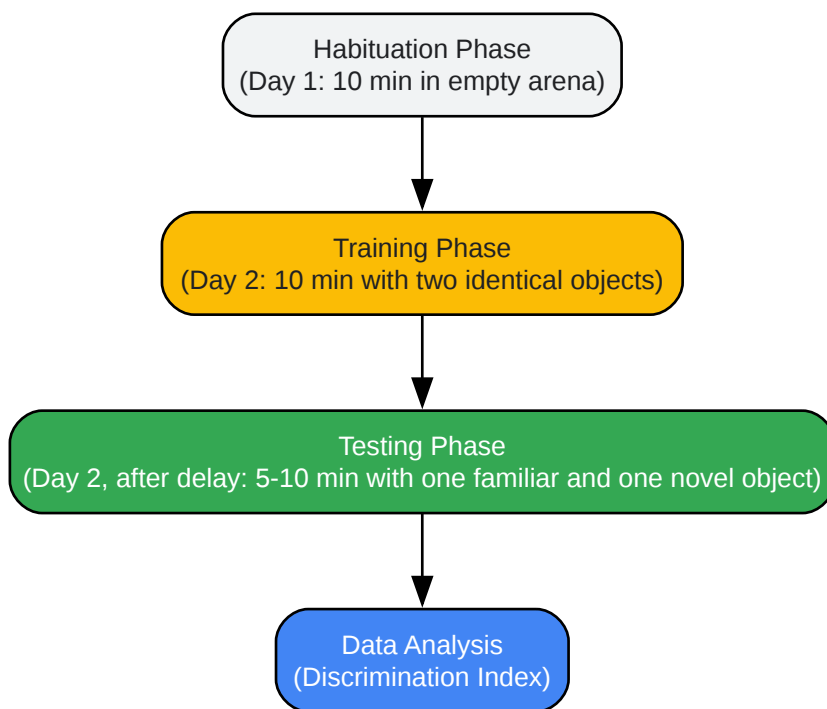 Habituation Phase
(Day 1: 10 min in empty arena)
Training Phase
(Day 2: 10 min with two identical objects)
Testing Phase
(Day 2, after delay: 5-10 min with one familiar and one novel object)
Data Analysis
(Discrimination Index)